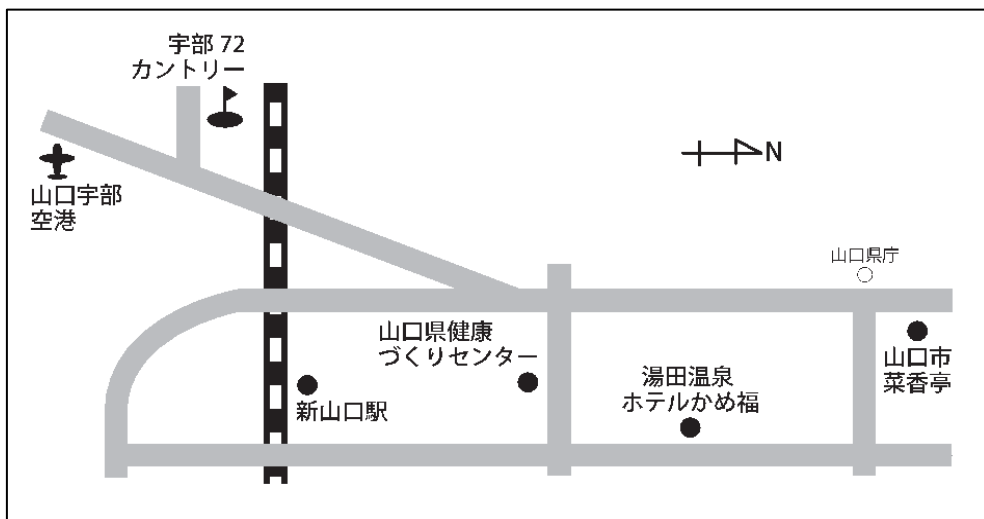 宇部 72
カントリー
山口宇部
空港
N
山口県庁
山口県健康
づくりセンター
新山口駅
湯田温泉
ホテルかめ福
山口市
菜香亭